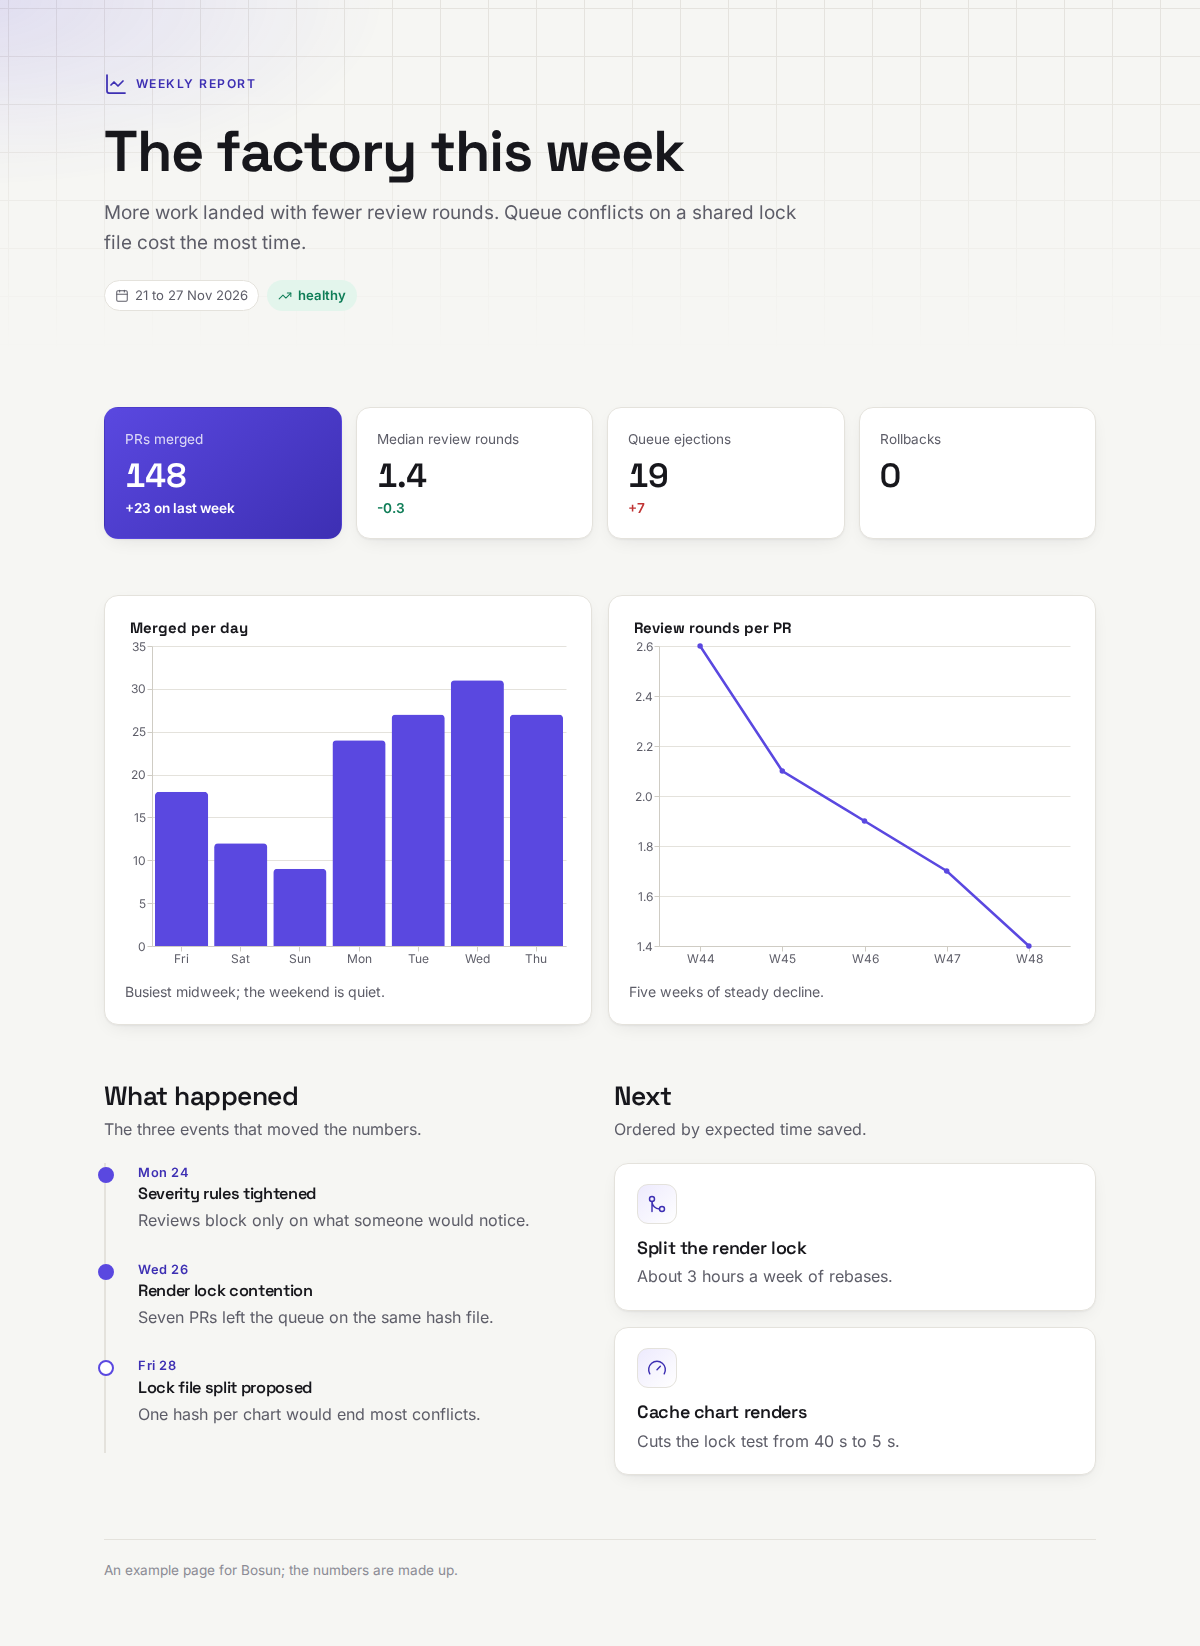 WEEKLY REPORT
The factory this week
More work landed with fewer review rounds. Queue conflicts on a shared lock
file cost the most time.
21 to 27 Nov 2026
healthy
PRs merged
148
+23 on last week
Median review rounds
1.4
-0.3
Queue ejections
19
+7
Rollbacks
0
Merged per day
35
30
25
20
15
10
5
0
Fri
Sat
Sun
Mon
Tue
Wed
Thu
Busiest midweek; the weekend is quiet.
Review rounds per PR
2.6
2.4
2.2
2.0
1.8
1.6
1.4
W44
W45
W46
W47
W48
Five weeks of steady decline.
What happened
The three events that moved the numbers.
Mon 24
Severity rules tightened
Reviews block only on what someone would notice.
Wed 26
Render lock contention
Seven PRs left the queue on the same hash file.
Fri 28
Lock file split proposed
One hash per chart would end most conflicts.
Next
Ordered by expected time saved.
Split the render lock
About 3 hours a week of rebases.
Cache chart renders
Cuts the lock test from 40 s to 5 s.
An example page for Bosun; the numbers are made up.